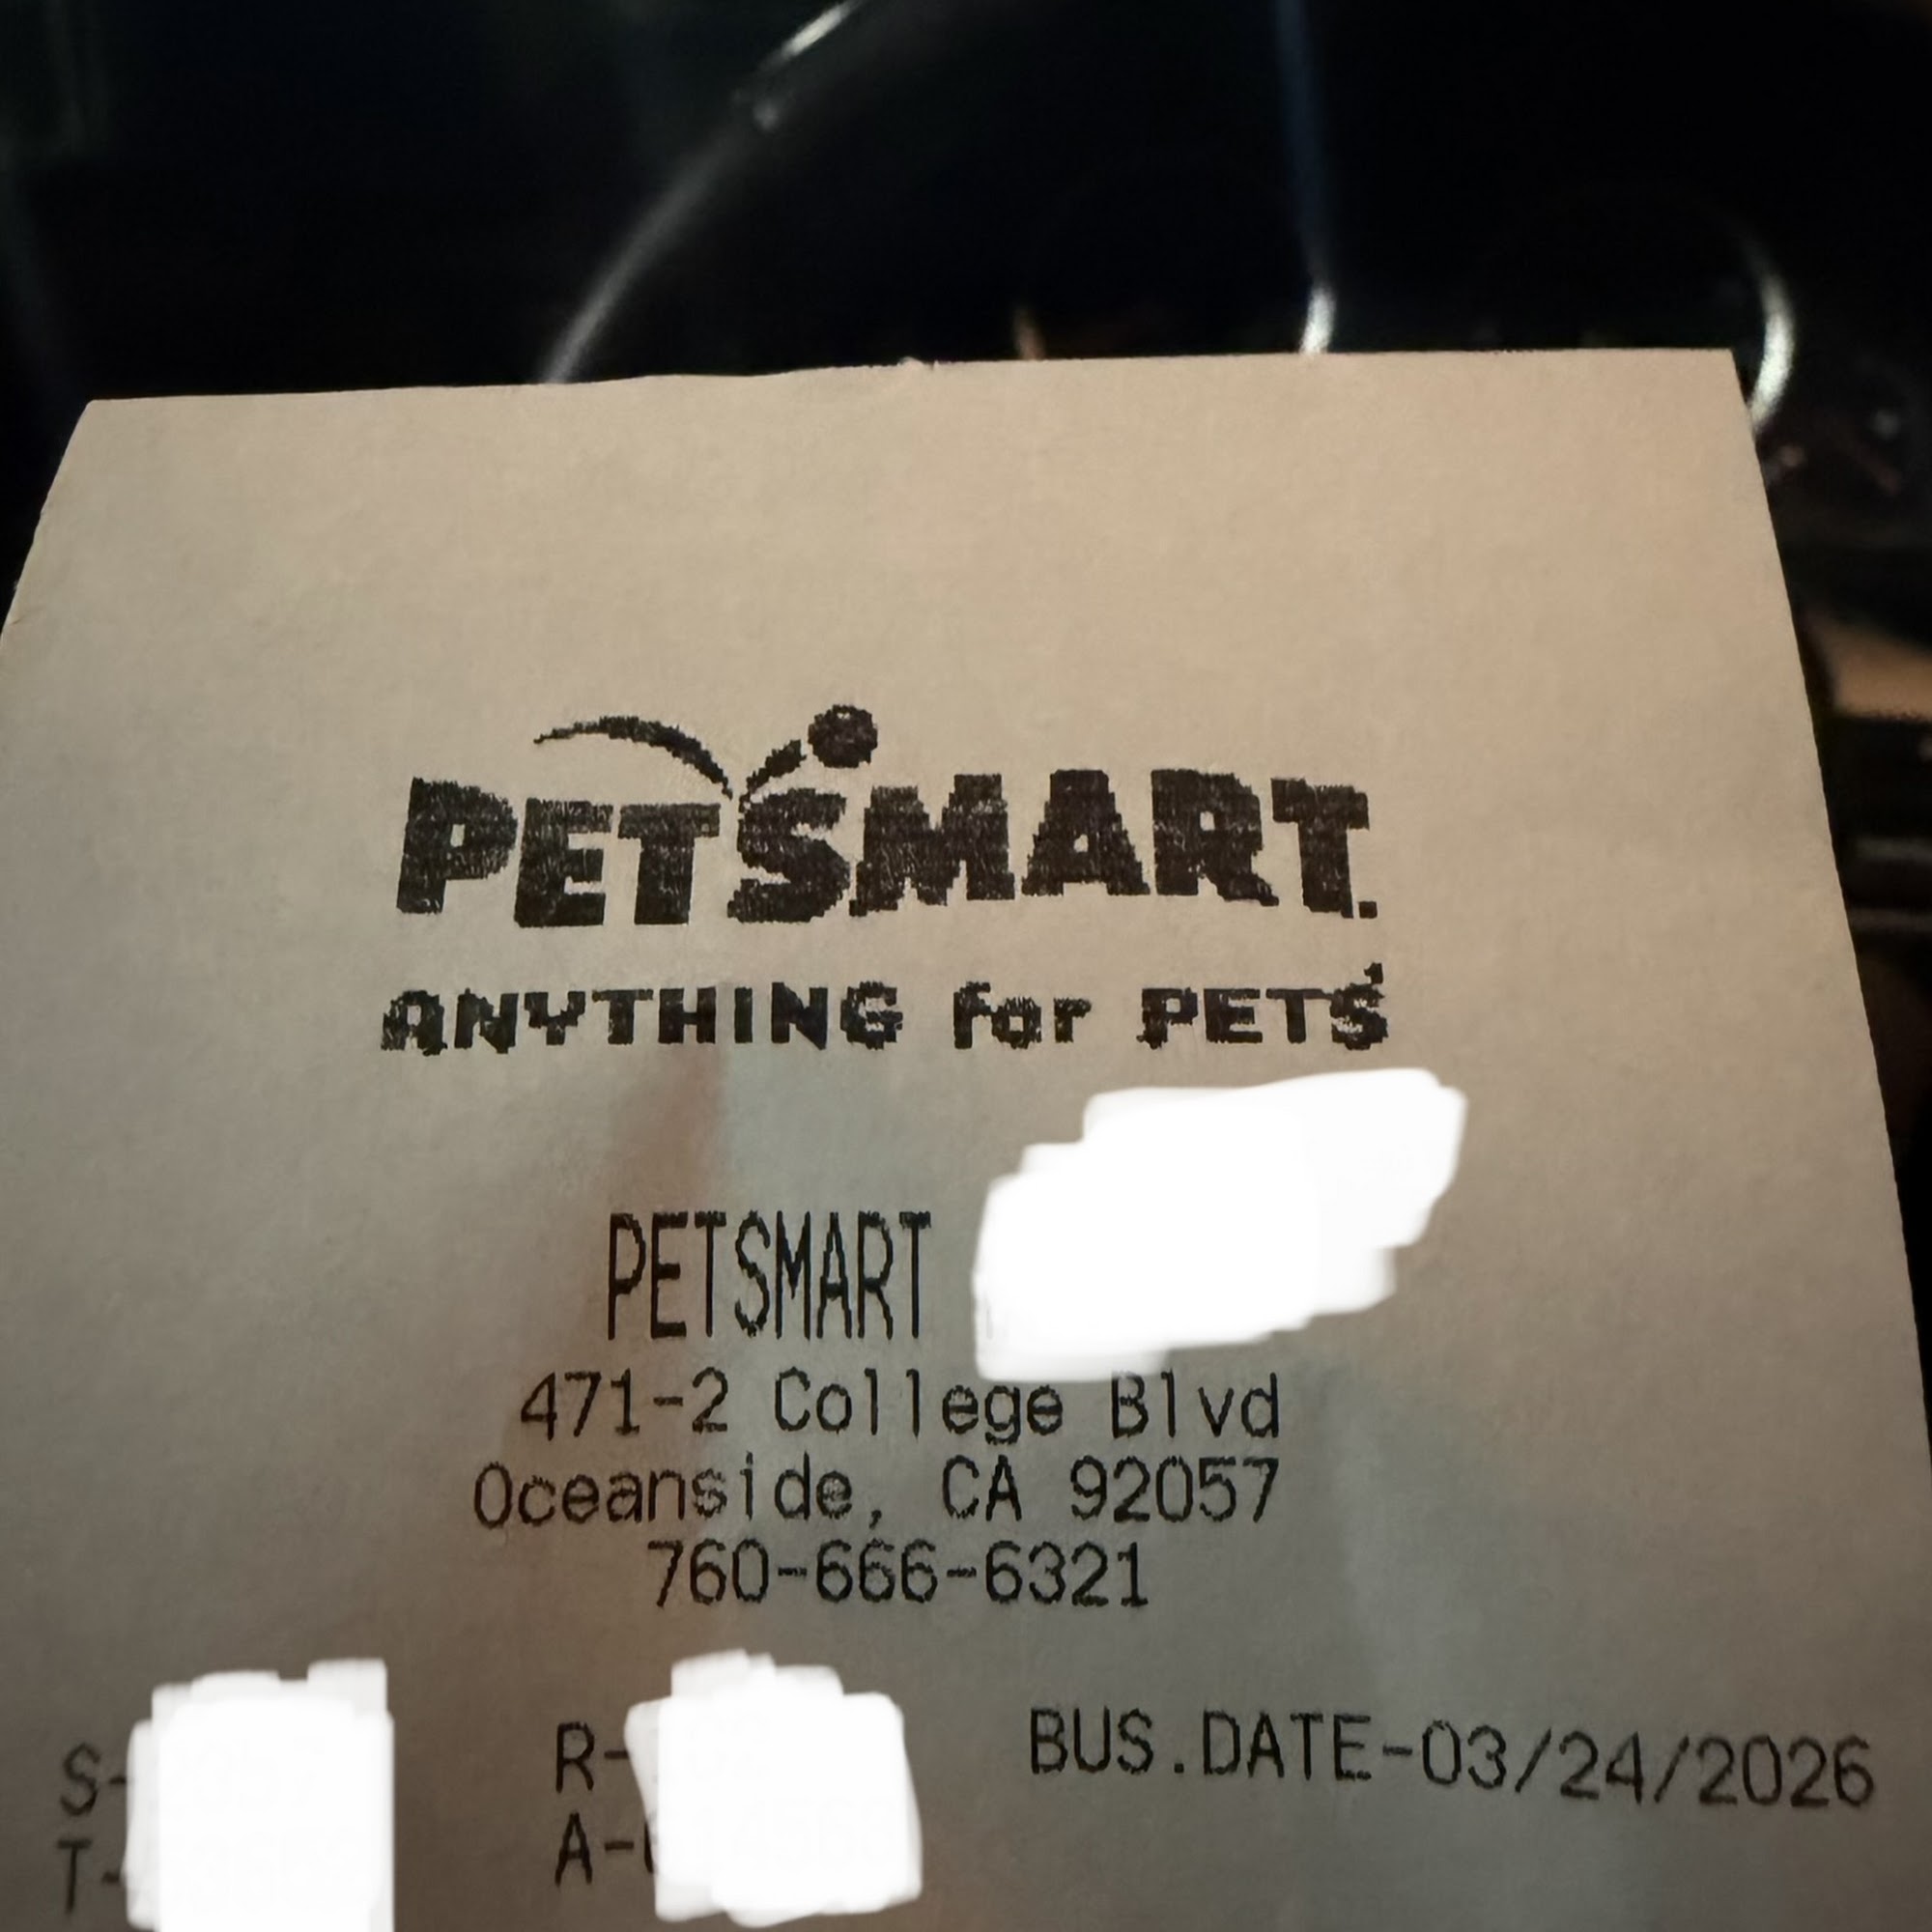 PETSMART.
ANYTHING for PETS
PETSMART
471-2 College Blvd
Oceanside, CA 92057
760-666-6321
S- R- BUS.DATE-03/24/2026
T- A-